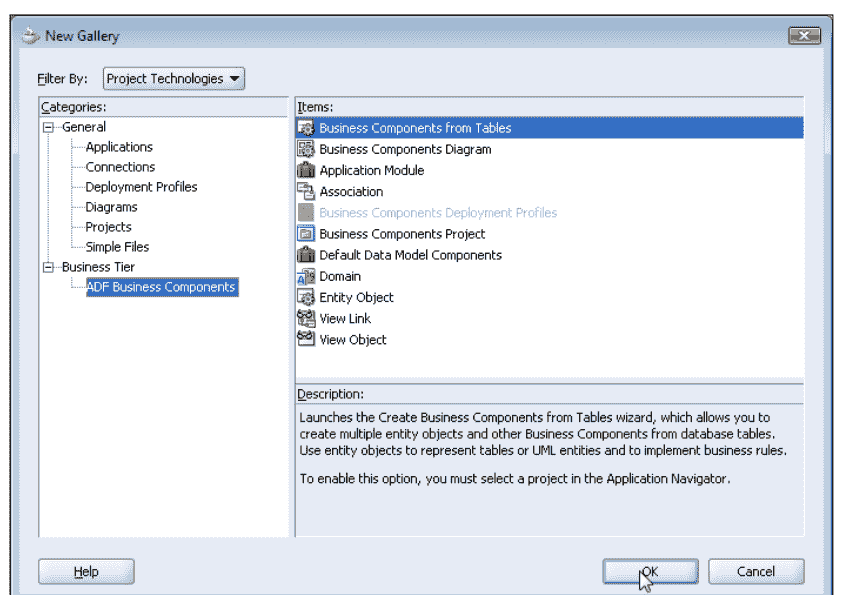 New Gallery
Filter By: Project Technologies
Categories:
General
Applications
Connections
Deployment Profiles
Diagrams
Projects
Simple Files
Business Tier
ADF Business Components
Items:
Business Components from Tables
Business Components Diagram
Application Module
Association
Business Components Deployment Profiles
Business Components Project
Default Data Model Components
Domain
Entity Object
View Link
View Object
Description:
Launches the Create Business Components from Tables wizard, which allows you to
create multiple entity objects and other Business Components from database tables.
Use entity objects to represent tables or UML entities and to implement business rules.
To enable this option, you must select a project in the Application Navigator.
Help
OK
Cancel